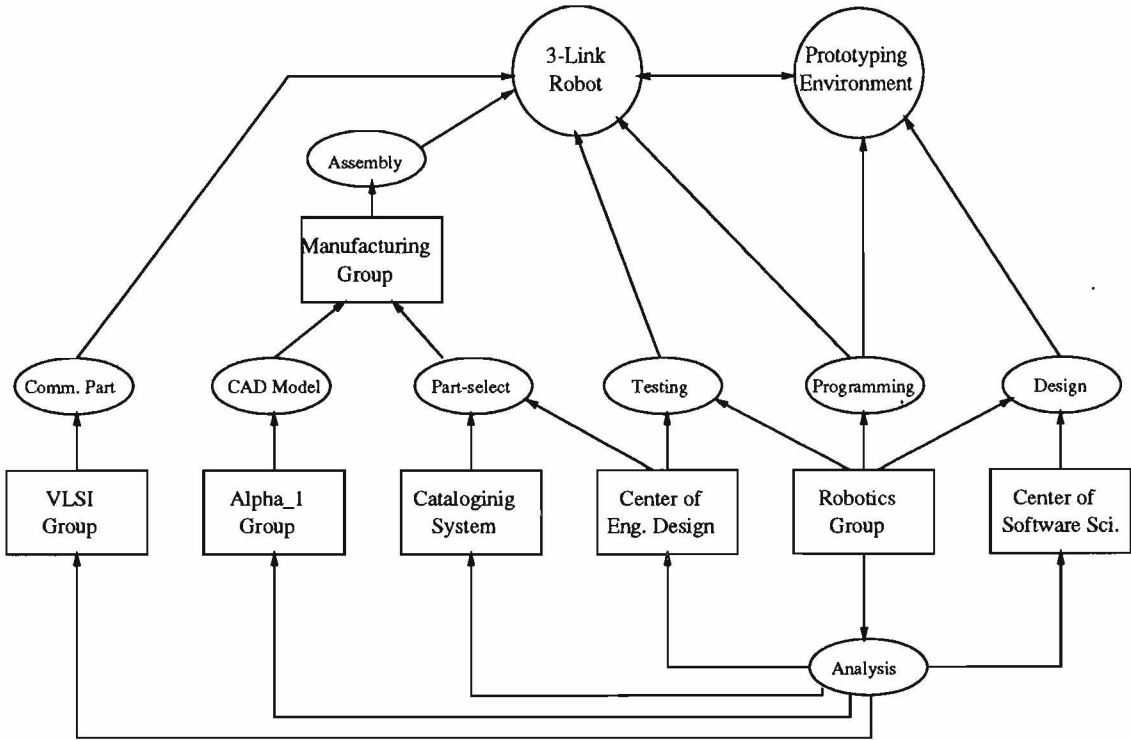 3-Link
Robot
Prototyping
Environment
Assembly
Manufacturing
Group
Comm. Part
CAD Model
Part-select
Testing
Programming
Design
VLSI
Group
Alpha_1
Group
Cataloginig
System
Center of
Eng. Design
Robotics
Group
Center of
Software Sci.
Analysis